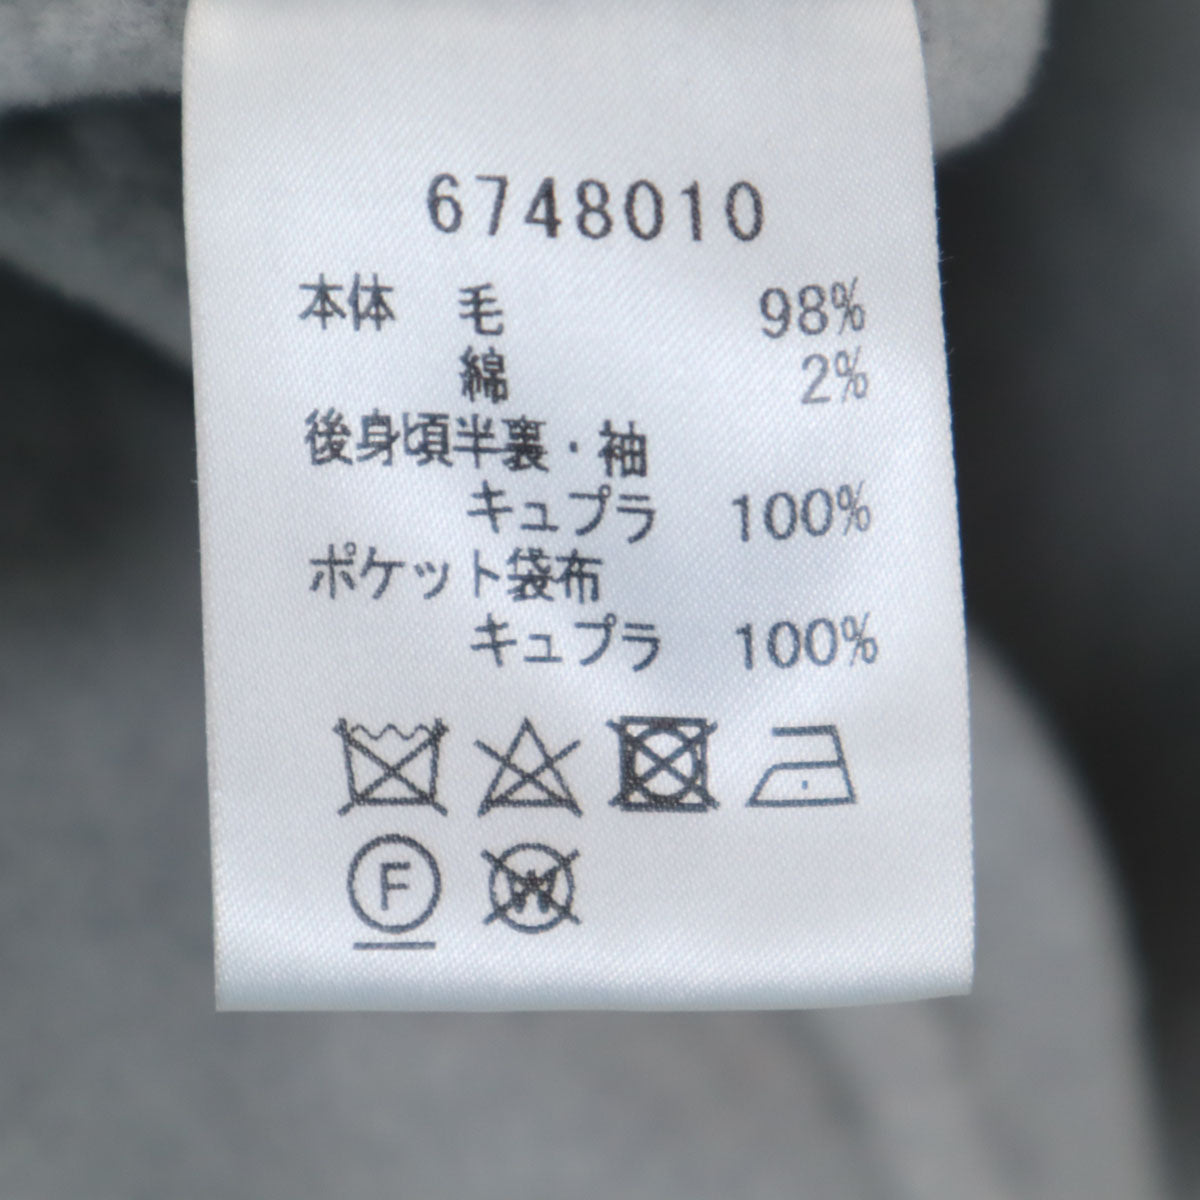 6748010
本体 毛 98%
綿 2%
後身頃半裏・袖
キュプラ 100%
ポケット袋布
キュプラ 100%
F
W